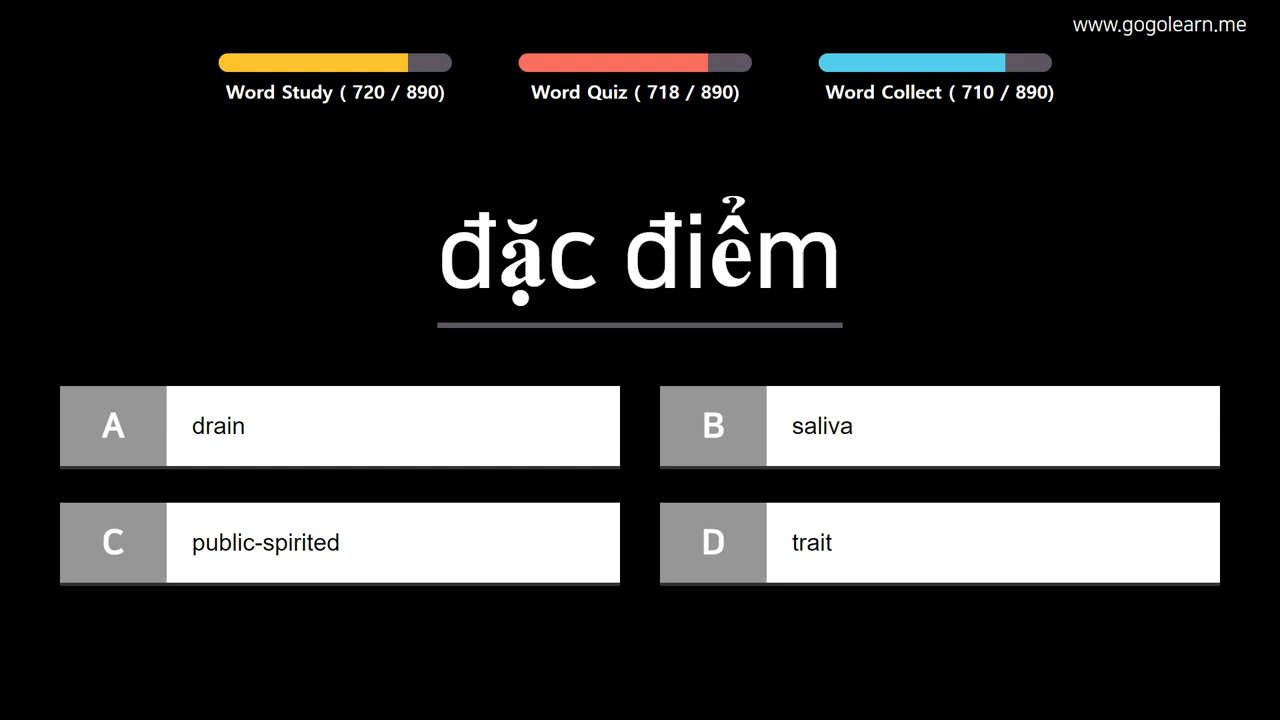 www.gogolearn.me
Word Study ( 720 / 890)
Word Quiz ( 718 / 890)
Word Collect ( 710 / 890)
đặc điểm
A drain
B saliva
C public-spirited
D trait